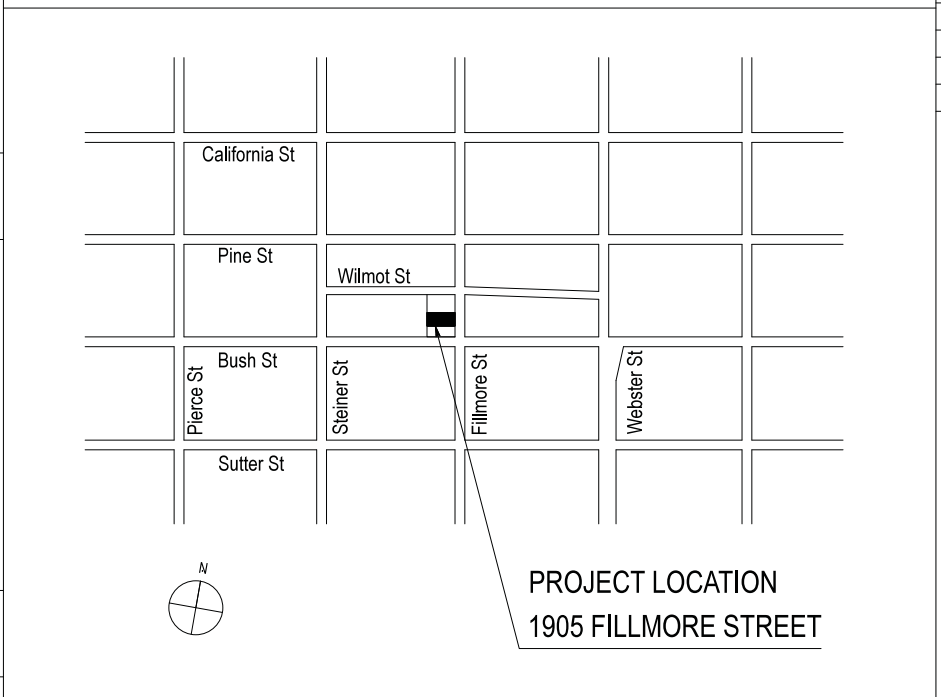 California St
Pine St
Wilmot St
Bush St
Pierce St
Steiner St
Fillmore St
Webster St
Sutter St
N
PROJECT LOCATION
1905 FILLMORE STREET